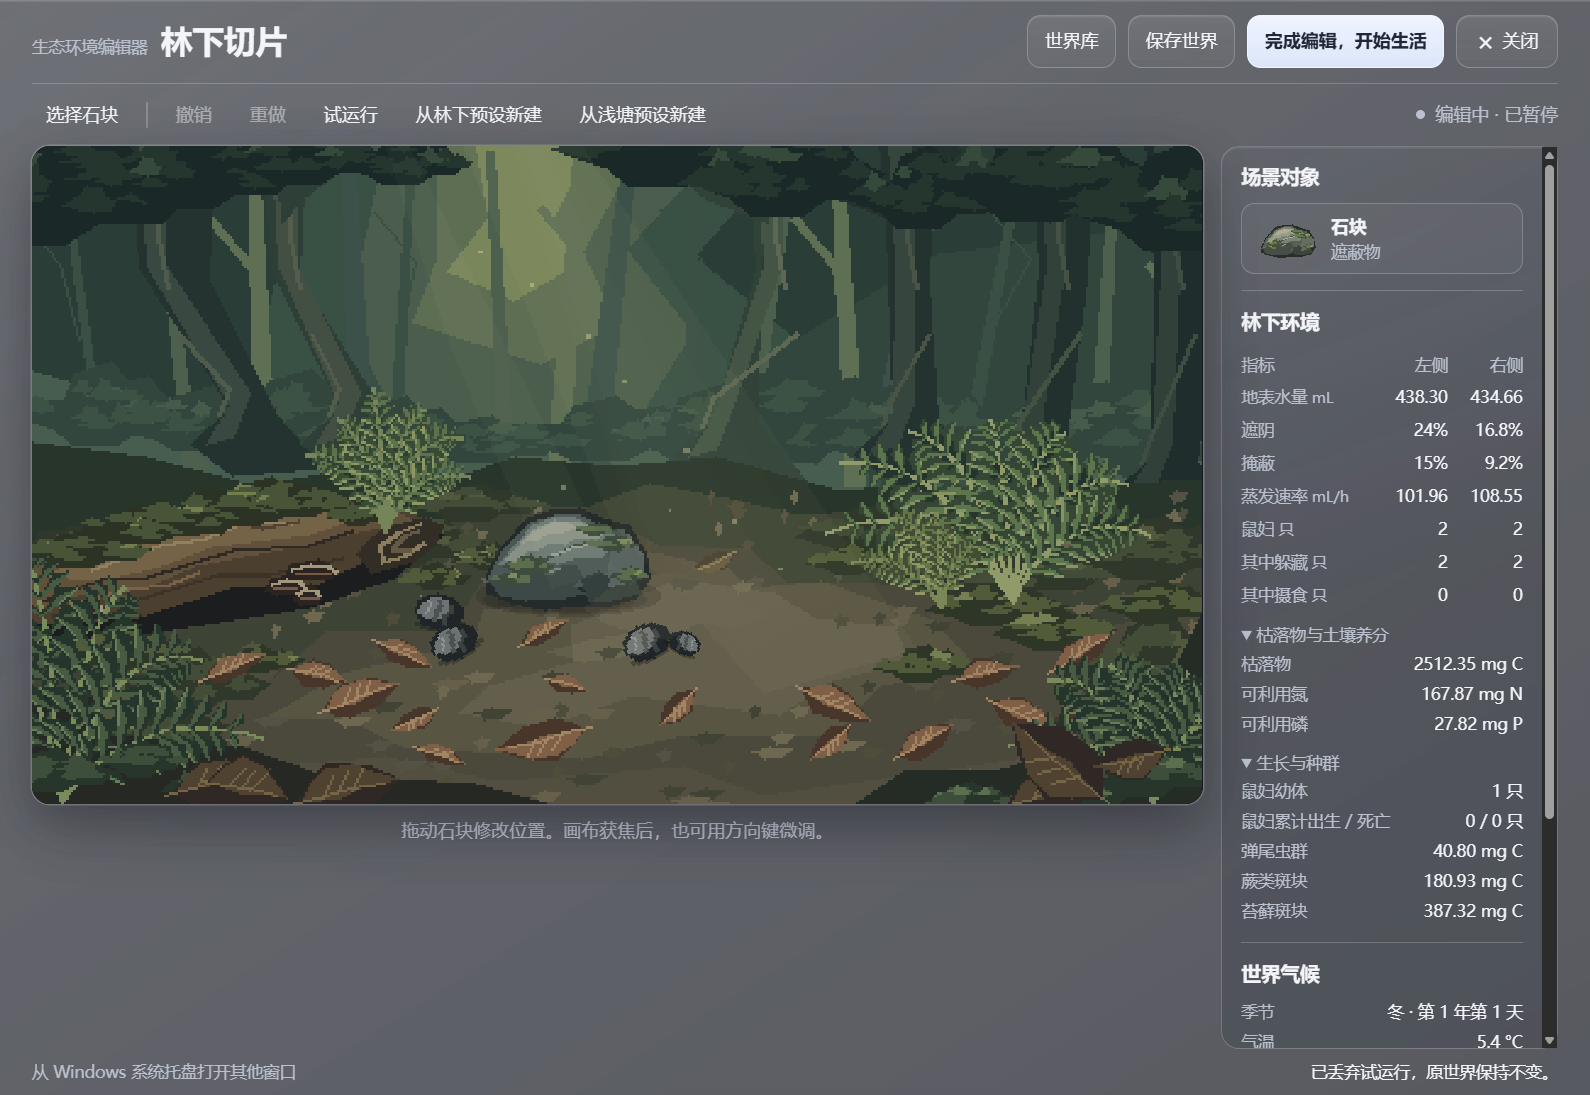 生态环境编辑器 林下切片
世界库 保存世界 完成编辑，开始生活 × 关闭
选择石块 撤销 重做 试运行 从林下预设新建 从浅塘预设新建
编辑中 · 已暂停
场景对象
石块
遮蔽物
林下环境
指标 左侧 右侧
地表水量 mL 438.30 434.66
遮阴 24% 16.8%
掩蔽 15% 9.2%
蒸发速率 mL/h 101.96 108.55
鼠妇 只 2 2
其中躲藏 只 2 2
其中摄食 只 0 0
▼ 枯落物与土壤养分
枯落物 2512.35 mg C
可利用氮 167.87 mg N
可利用磷 27.82 mg P
▼ 生长与种群
鼠妇幼体 1 只
鼠妇累计出生 / 死亡 0 / 0 只
弹尾虫群 40.80 mg C
蕨类斑块 180.93 mg C
苔藓斑块 387.32 mg C
世界气候
季节 冬 · 第 1 年第 1 天
气温 5.4 °C
拖动石块修改位置。画布获焦后，也可用方向键微调。
从 Windows 系统托盘打开其他窗口
已丢弃试运行，原世界保持不变。